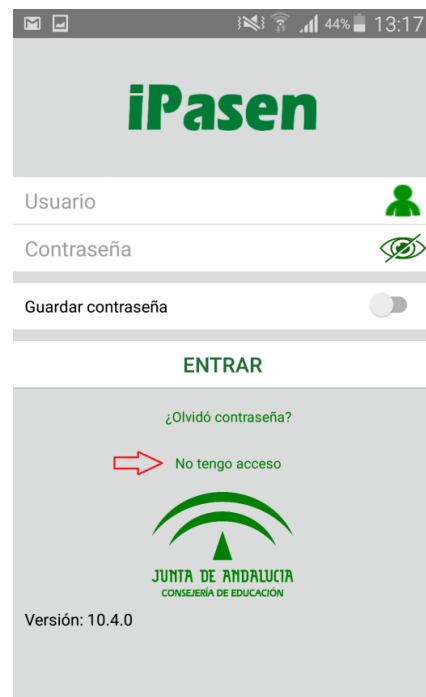 44% 13:17
iPasen
Usuario
Contraseña
Guardar contraseña
ENTRAR
¿Olvidó contraseña?
No tengo acceso
JUNTA DE ANDALUCIA
CONSEJERÍA DE EDUCACIÓN
Versión: 10.4.0